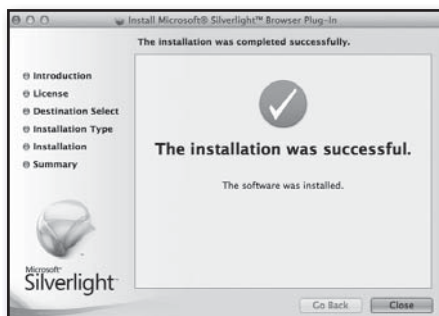 Install Microsoft® Silverlight™ Browser Plug-In
The installation was completed successfully.
Introduction
License
Destination Select
Installation Type
Installation
Summary
The installation was successful.
The software was installed.
Microsoft®
Silverlight™
Go Back
Close